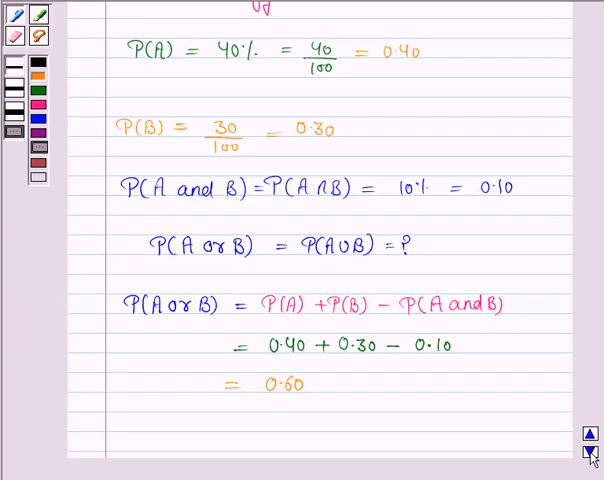 P(A) = 40% = 40/100 = 0.40
P(B) = 30/100 = 0.30
P(A and B) = P(A ∩ B) = 10% = 0.10
P(A or B) = P(A∪B) = ?
P(A or B) = P(A) + P(B) - P(A and B)
= 0.40 + 0.30 - 0.10
= 0.60